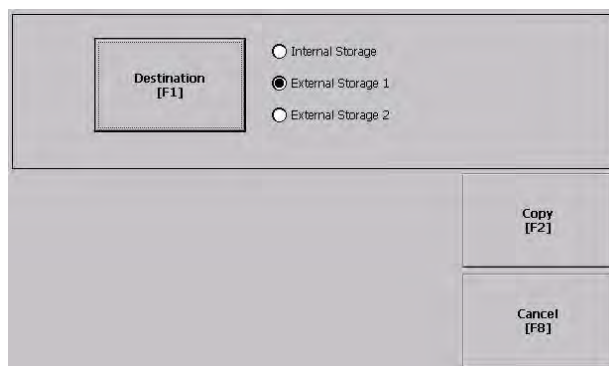 Destination
[F1]
Internal Storage
External Storage 1
External Storage 2
Copy
[F2]
Cancel
[F8]